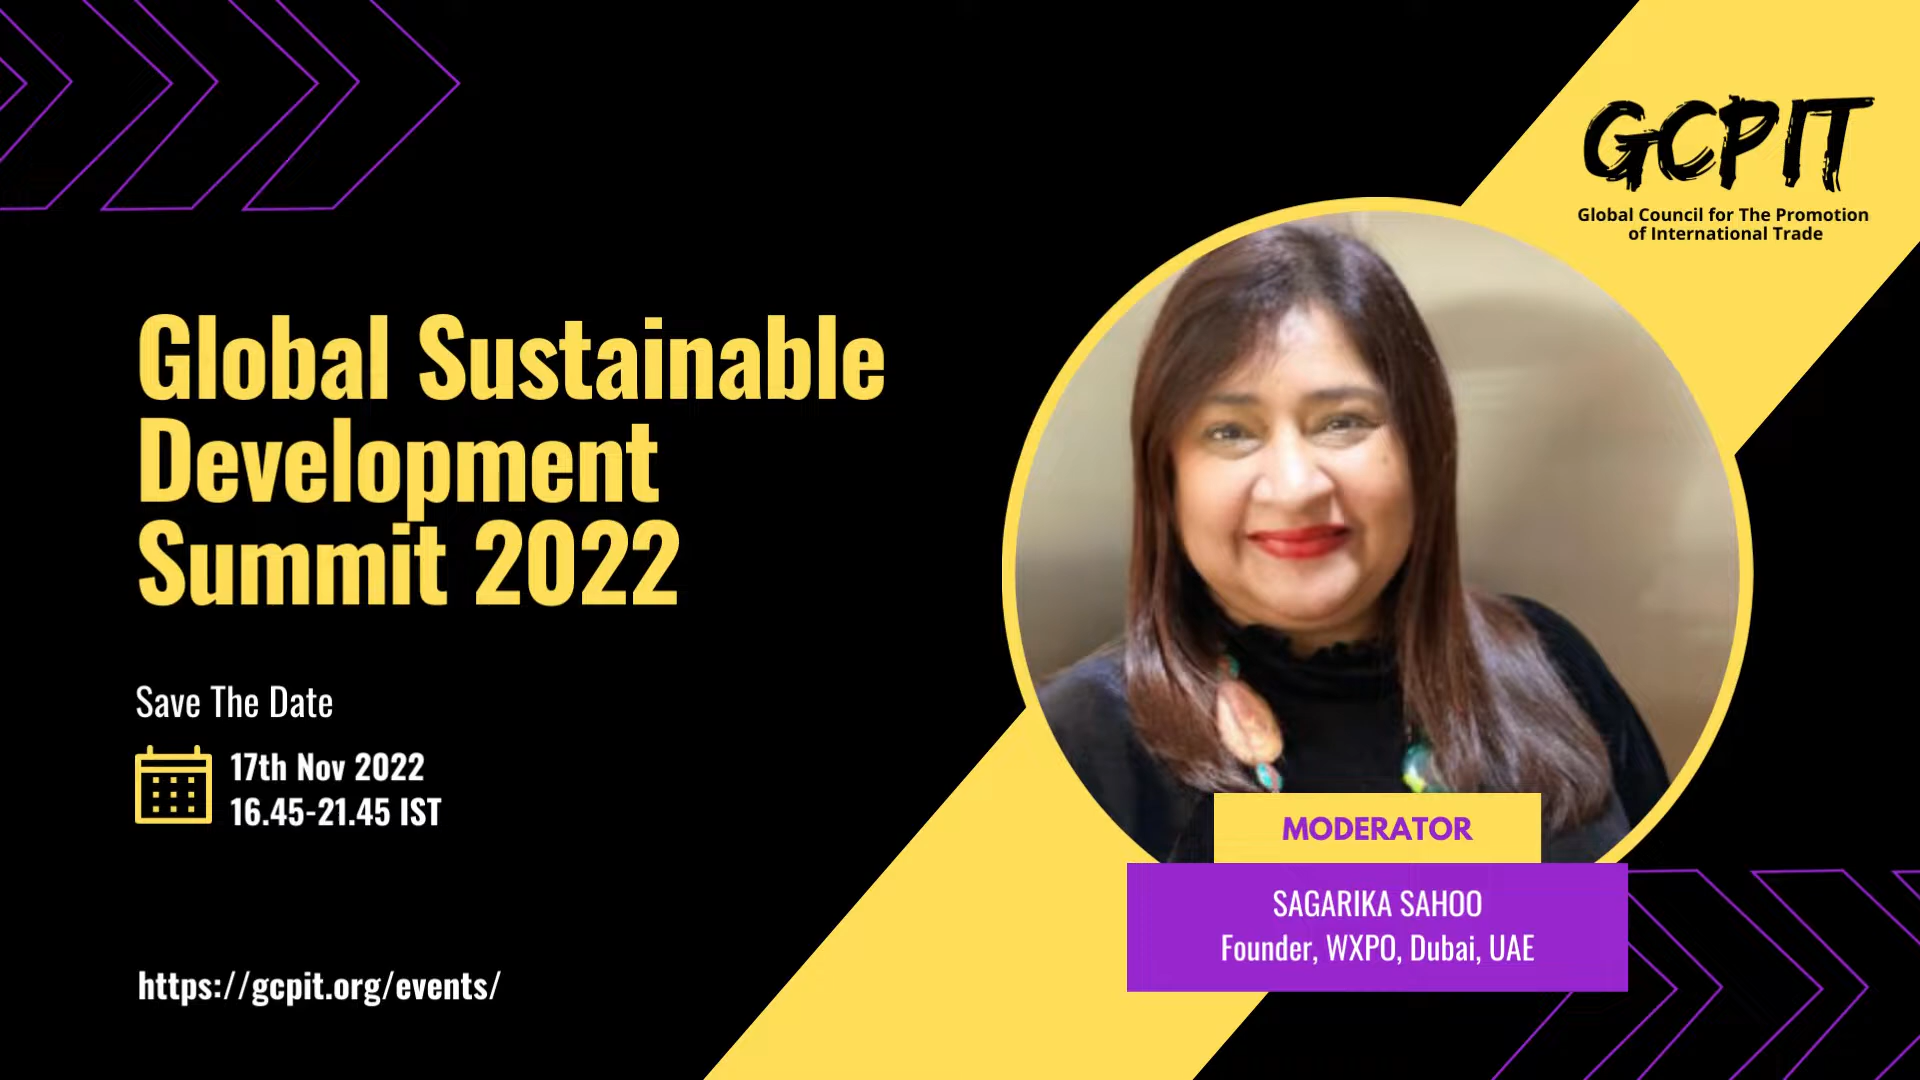 GCPIT
Global Council for The Promotion
of International Trade
Global Sustainable
Development
Summit 2022
Save The Date
17th Nov 2022
16.45-21.45 IST
https://gcpit.org/events/
MODERATOR
SAGARIKA SAHOO
Founder, WXPO, Dubai, UAE